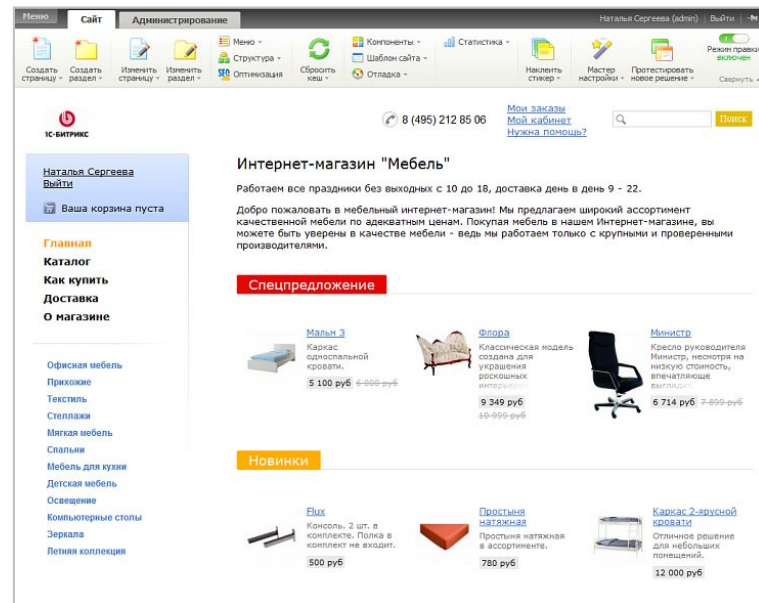 Меню Сайт Администрирование Наталья Сергеева (admin) Выйти
Создать страницу Создать раздел Изменить страницу Изменить раздел Меню Структура Оптимизация Сбросить кеш Компоненты Шаблон сайта Отладка Статистика Наклеить стикер Мастер настройки Протестировать новое решение Режим правки включен Свернуть
1С-БИТРИКС
8 (495) 212 85 06
Мои заказы
Мой кабинет
Нужна помощь?
Поиск
Наталья Сергеева
Выйти
Ваша корзина пуста
Главная
Каталог
Как купить
Доставка
О магазине
Офисная мебель
Прихожие
Текстиль
Стеллажи
Мягкая мебель
Спальни
Мебель для кухни
Детская мебель
Освещение
Компьютерные столы
Зеркала
Летняя коллекция
Интернет-магазин "Мебель"
Работаем все праздники без выходных с 10 до 18, доставка день в день 9 - 22.
Добро пожаловать в мебельный интернет-магазин! Мы предлагаем широкий ассортимент
качественной мебели по адекватным ценам. Покупая мебель в нашем Интернет-магазине, вы
можете быть уверены в качестве мебели - ведь мы работаем только с крупными и проверенными
производителями.
Спецпредложение
Мальм 3
Каркас
односпальной
кровати.
5 100 руб 6 000 руб
Флора
Классическая модель
создана для
украшения
роскошных
интерьеров
9 349 руб
10 999 руб
Министр
Кресло руководителя
Министр, несмотря на
низкую стоимость,
впечатляюще
выглядит.
6 714 руб 7 899 руб
Новинки
Flux
Консоль. 2 шт. в
комплекте. Полка в
комплект не входит.
500 руб
Простыня
натяжная
Простыня натяжная
в ассортименте.
780 руб
Каркас 2-ярусной
кровати
Отличное решение
для небольших
помещений.
12 000 руб